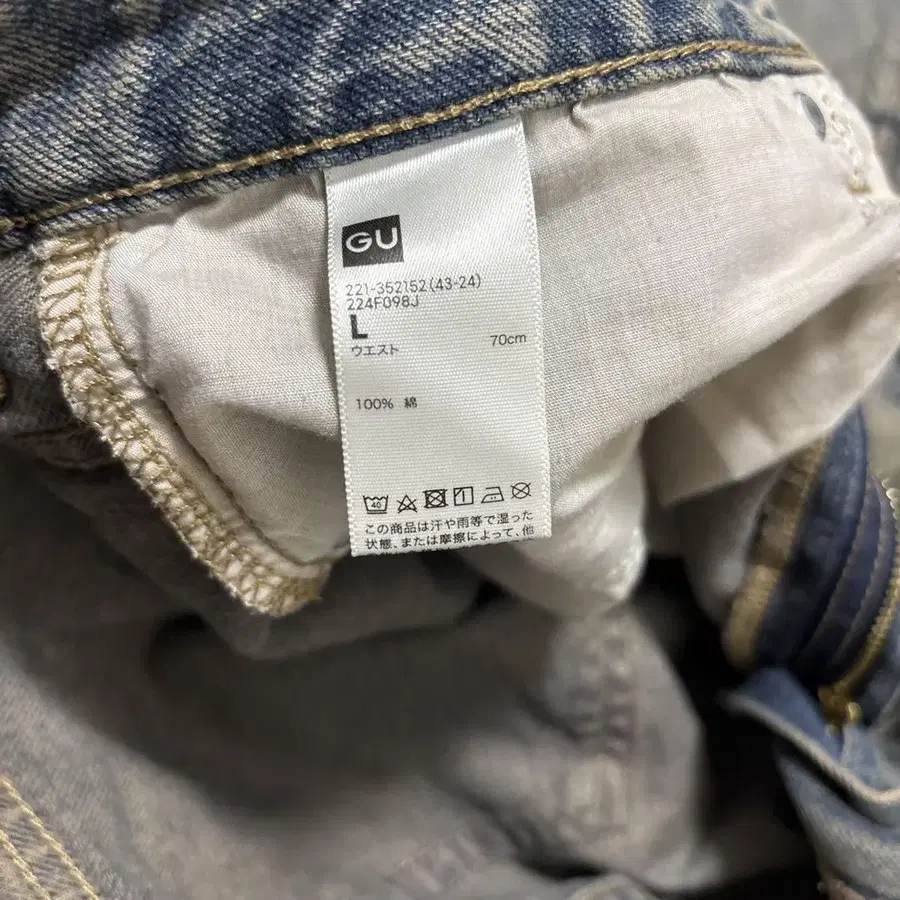 GU
221-352152(43-24)
224F098J
L
ウエスト 70cm
100% 綿
40
この商品は汗や雨等で湿った
状態、または摩擦によって、他